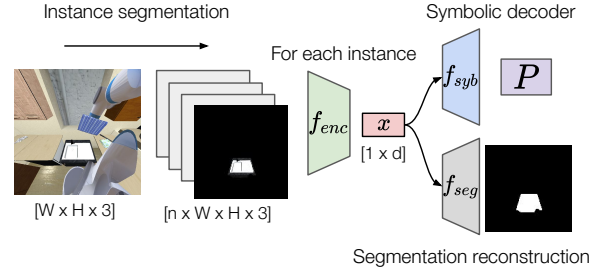 Instance segmentation
Symbolic decoder
For each instance
f_syb
P
f_enc
x
[1 x d]
f_seg
[W x H x 3]
[n x W x H x 3]
Segmentation reconstruction